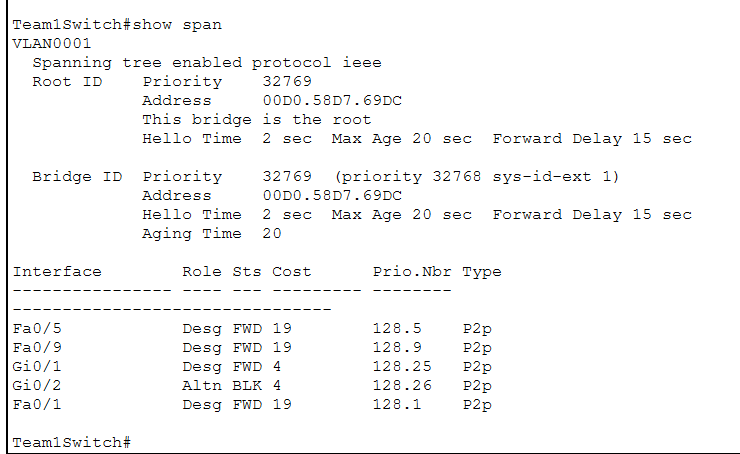 Team1Switch#show span
VLAN0001
  Spanning tree enabled protocol ieee
  Root ID    Priority    32769
             Address     00D0.58D7.69DC
             This bridge is the root
             Hello Time  2 sec  Max Age 20 sec  Forward Delay 15 sec

  Bridge ID  Priority    32769  (priority 32768 sys-id-ext 1)
             Address     00D0.58D7.69DC
             Hello Time  2 sec  Max Age 20 sec  Forward Delay 15 sec
             Aging Time  20

Interface        Role Sts Cost      Prio.Nbr Type
---------------- ---- --- --------- --------
--------------------------------
Fa0/5            Desg FWD 19        128.5    P2p
Fa0/9            Desg FWD 19        128.9    P2p
Gi0/1            Desg FWD 4         128.25   P2p
Gi0/2            Altn BLK 4         128.26   P2p
Fa0/1            Desg FWD 19        128.1    P2p

Team1Switch#